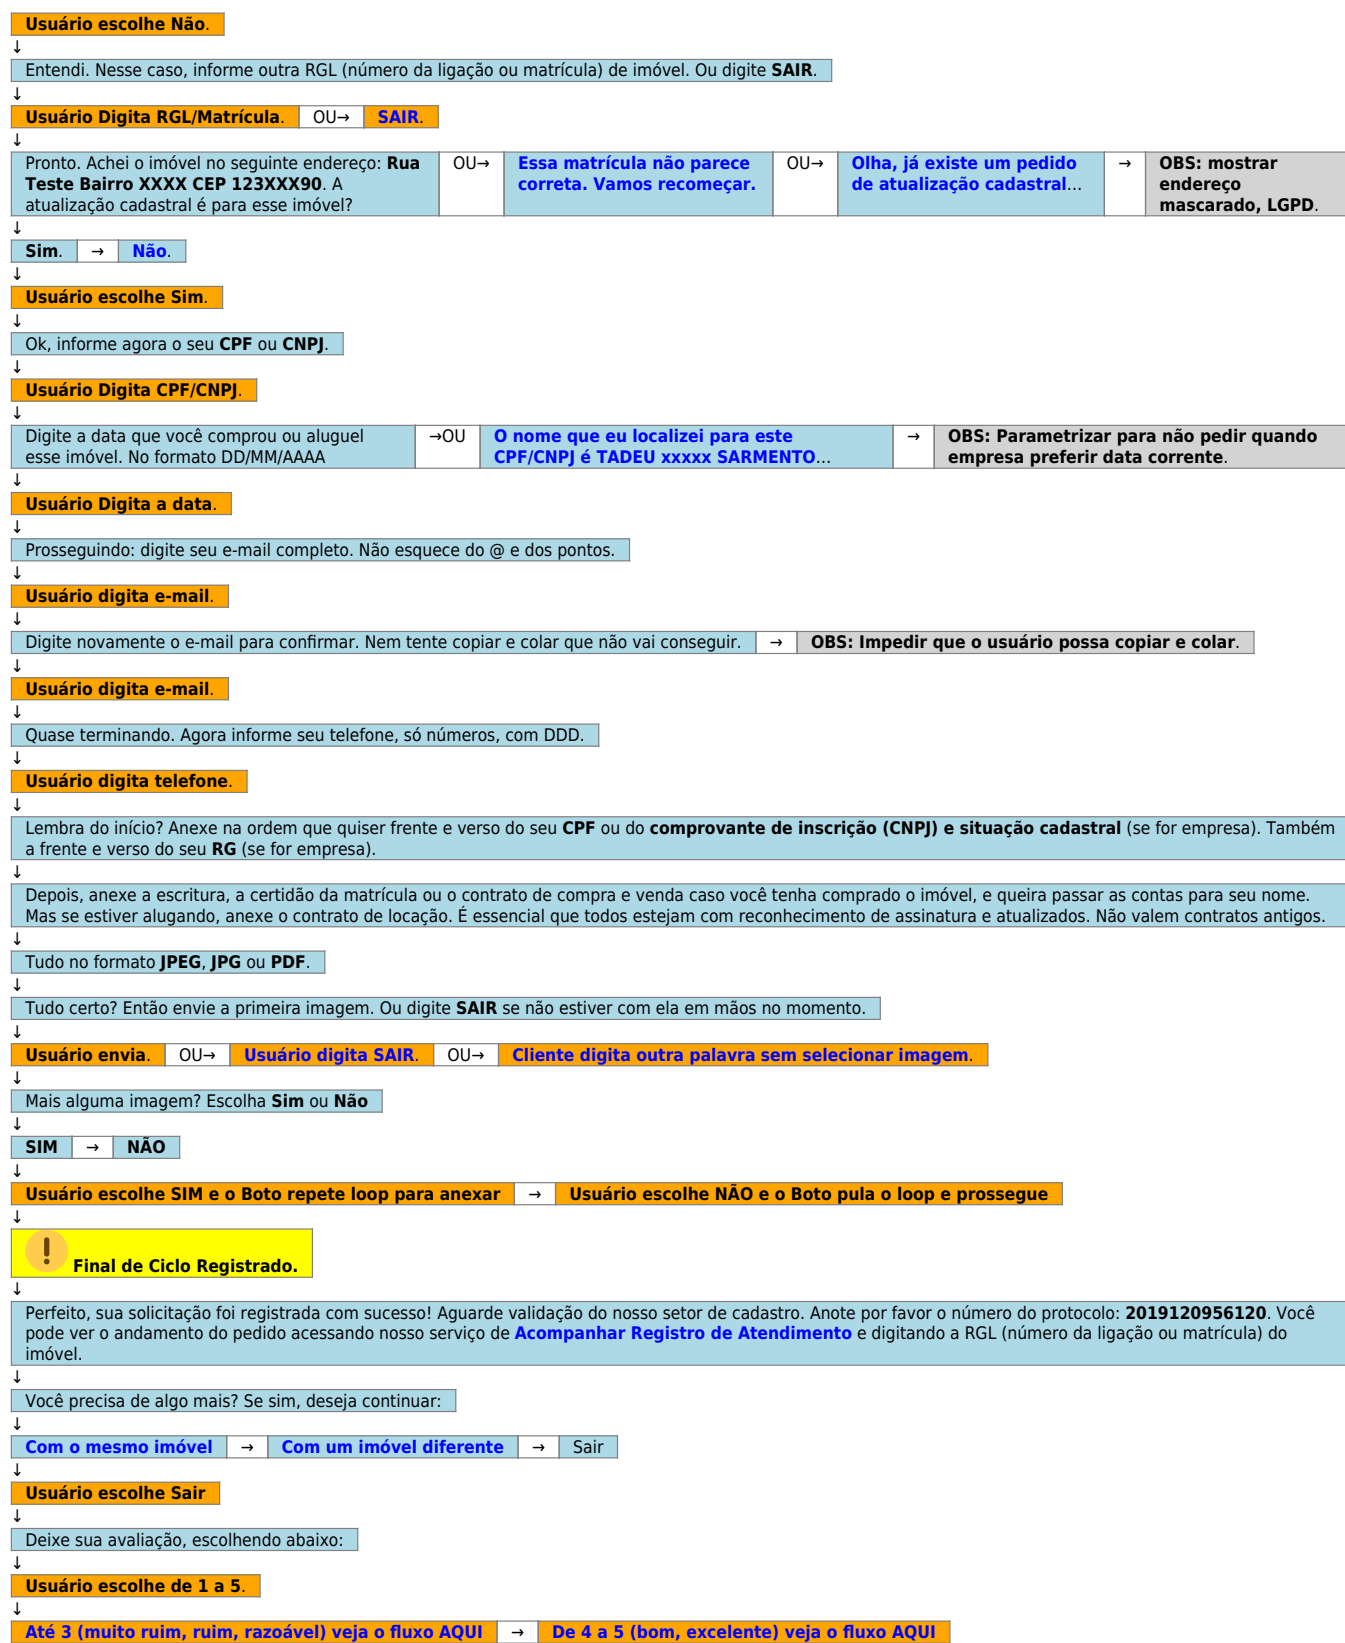 Usuário escolhe Não.
↓
Entendi. Nesse caso, informe outra RGL (número da ligação ou matrícula) de imóvel. Ou digite SAIR.
↓
Usuário Digita RGL/Matrícula. OU→ SAIR.
↓
Pronto. Achei o imóvel no seguinte endereço: Rua
Teste Bairro XXXX CEP 123XXX90. A
atualização cadastral é para esse imóvel?
OU→
Essa matrícula não parece
correta. Vamos recomeçar.
OU→
Olha, já existe um pedido
de atualização cadastral...
→
OBS: mostrar
endereço
mascarado, LGPD.
↓
Sim. → Não.
↓
Usuário escolhe Sim.
↓
Ok, informe agora o seu CPF ou CNPJ.
↓
Usuário Digita CPF/CNPJ.
↓
Digite a data que você comprou ou aluguel
esse imóvel. No formato DD/MM/AAAA
→OU
O nome que eu localizei para este
CPF/CNPJ é TADEU xxxxx SARMENTO...
→
OBS: Parametrizar para não pedir quando
empresa preferir data corrente.
↓
Usuário Digita a data.
↓
Prosseguindo: digite seu e-mail completo. Não esquece do @ e dos pontos.
↓
Usuário digita e-mail.
↓
Digite novamente o e-mail para confirmar. Nem tente copiar e colar que não vai conseguir. → OBS: Impedir que o usuário possa copiar e colar.
↓
Usuário digita e-mail.
↓
Quase terminando. Agora informe seu telefone, só números, com DDD.
↓
Usuário digita telefone.
↓
Lembra do início? Anexe na ordem que quiser frente e verso do seu CPF ou do comprovante de inscrição (CNPJ) e situação cadastral (se for empresa). Também
a frente e verso do seu RG (se for empresa).
↓
Depois, anexe a escritura, a certidão da matrícula ou o contrato de compra e venda caso você tenha comprado o imóvel, e queira passar as contas para seu nome.
Mas se estiver alugando, anexe o contrato de locação. É essencial que todos estejam com reconhecimento de assinatura e atualizados. Não valem contratos antigos.
↓
Tudo no formato JPEG, JPG ou PDF.
↓
Tudo certo? Então envie a primeira imagem. Ou digite SAIR se não estiver com ela em mãos no momento.
↓
Usuário envia. OU→ Usuário digita SAIR. OU→ Cliente digita outra palavra sem selecionar imagem.
↓
Mais alguma imagem? Escolha Sim ou Não
↓
SIM → NÃO
↓
Usuário escolhe SIM e o Boto repete loop para anexar → Usuário escolhe NÃO e o Boto pula o loop e prossegue
↓
Final de Ciclo Registrado.
↓
Perfeito, sua solicitação foi registrada com sucesso! Aguarde validação do nosso setor de cadastro. Anote por favor o número do protocolo: 2019120956120. Você
pode ver o andamento do pedido acessando nosso serviço de Acompanhar Registro de Atendimento e digitando a RGL (número da ligação ou matrícula) do
imóvel.
↓
Você precisa de algo mais? Se sim, deseja continuar:
↓
Com o mesmo imóvel → Com um imóvel diferente → Sair
↓
Usuário escolhe Sair
↓
Deixe sua avaliação, escolhendo abaixo:
↓
Usuário escolhe de 1 a 5.
↓
Até 3 (muito ruim, ruim, razoável) veja o fluxo AQUI → De 4 a 5 (bom, excelente) veja o fluxo AQUI